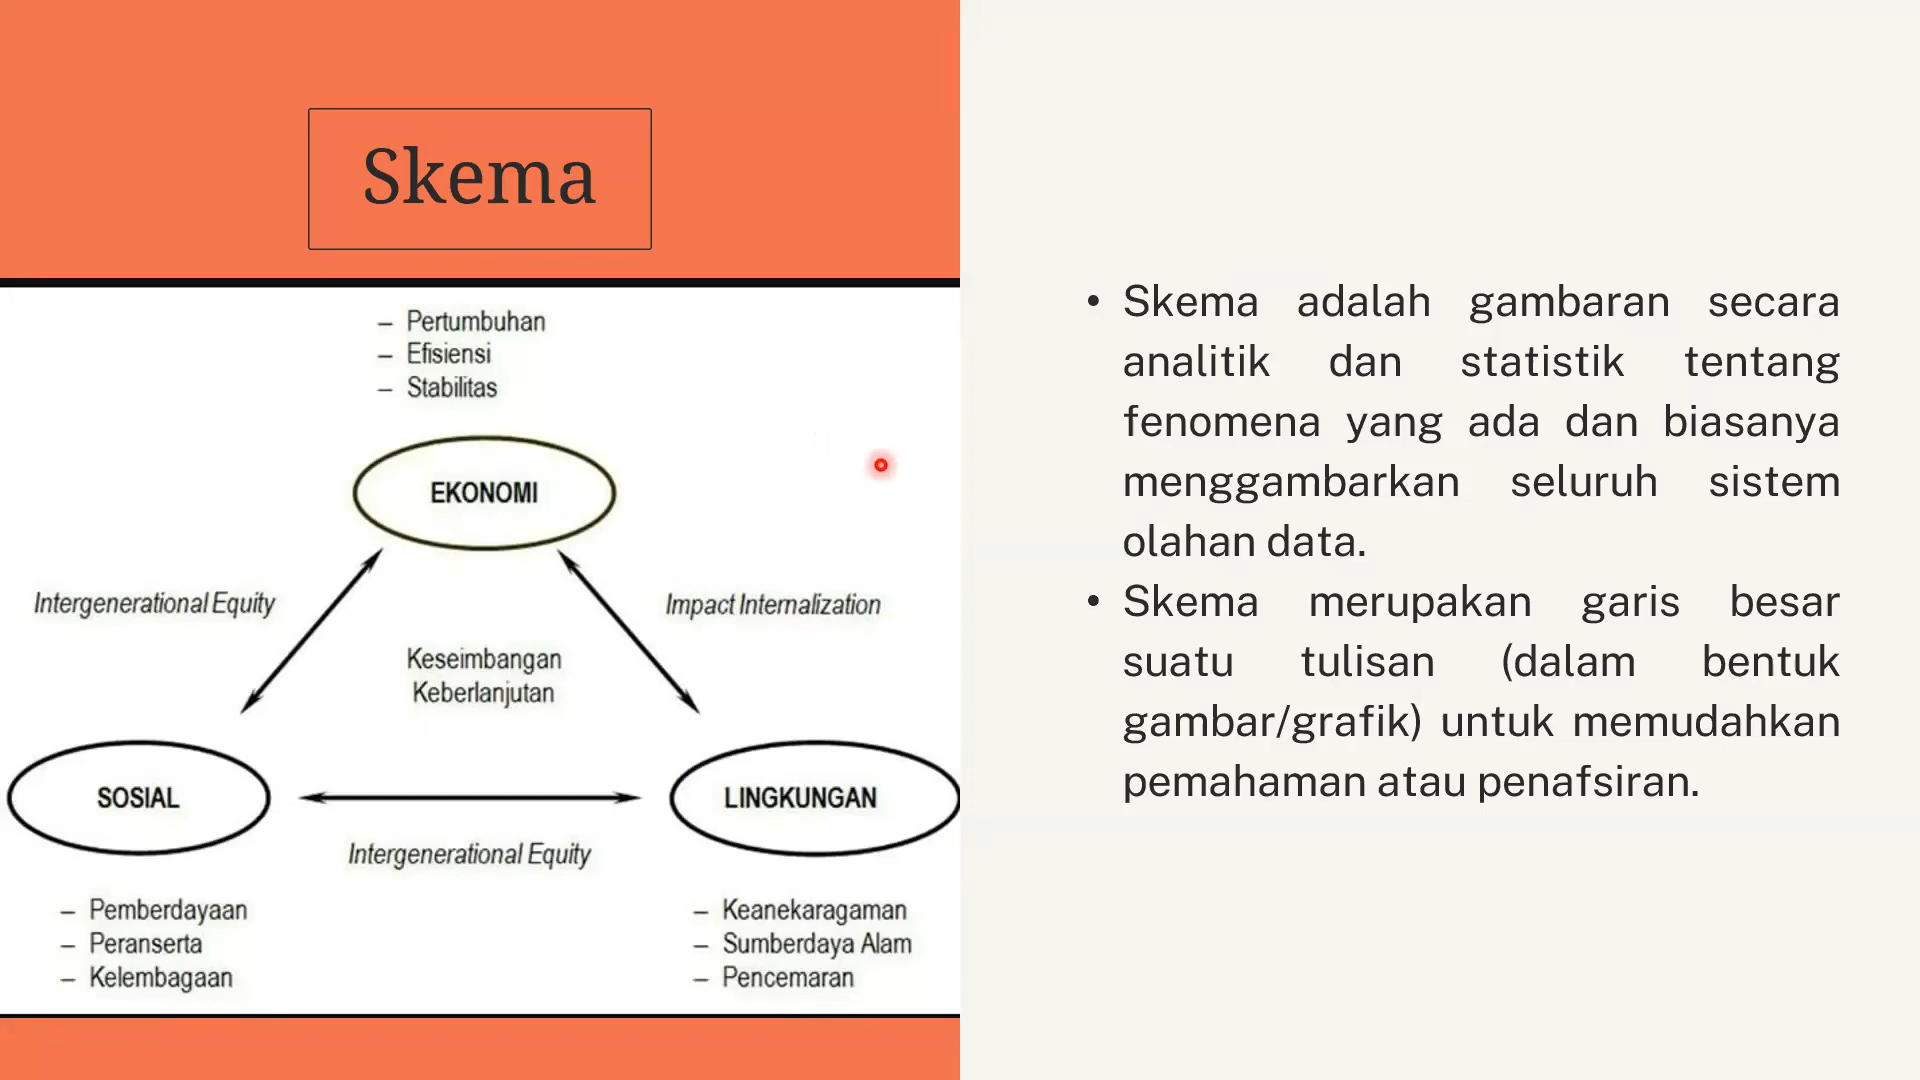 Skema
– Pertumbuhan
– Efisiensi
– Stabilitas
EKONOMI
Intergenerational Equity
Impact Internalization
Keseimbangan
Keberlanjutan
SOSIAL
LINGKUNGAN
Intergenerational Equity
– Pemberdayaan
– Peranserta
– Kelembagaan
– Keanekaragaman
– Sumberdaya Alam
– Pencemaran
• Skema adalah gambaran secara
analitik dan statistik tentang
fenomena yang ada dan biasanya
menggambarkan seluruh sistem
olahan data.
• Skema merupakan garis besar
suatu tulisan (dalam bentuk
gambar/grafik) untuk memudahkan
pemahaman atau penafsiran.